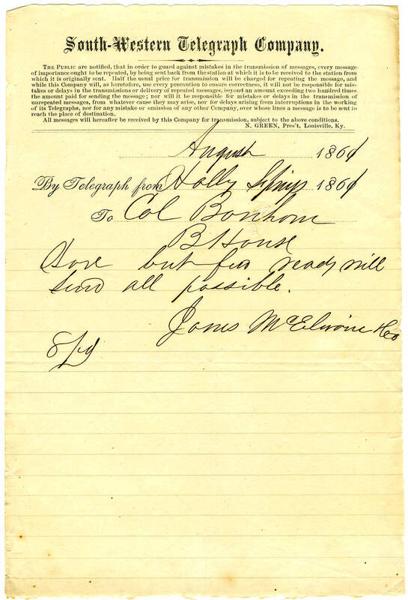 South-Western Telegraph Company.
THE PUBLIC are notified, that in order to guard against mistakes in the transmission of messages, every message
of importance ought to be repeated, by being sent back from the station at which it is to be received to the station from
which it is originally sent. Half the usual price for transmission will be charged for repeating the message, and
while this Company will, as heretofore, use every precaution to ensure correctness, it will not be responsible for mis-
takes or delays in the transmissions or delivery of repeated messages, beyond an amount exceeding two hundred times
the amount paid for sending the message; nor will it be responsible for mistakes or delays in the transmission of
unrepeated messages, from whatever cause they may arise, nor for delays arising from interruptions in the working
of its Telegraphs, nor for any mistake or omission of any other Company, over whose lines a message is to be sent to
reach the place of destination.
All messages will hereafter be received by this Company for transmission, subject to the above conditions.
N. GREEN, Pres't, Louisville, Ky.
August 1861
By Telegraph from Holly Springs 1861
To Col Bonham
B House
Have but few ready will
send all possible.
Jones McElwaine &co
8/pd